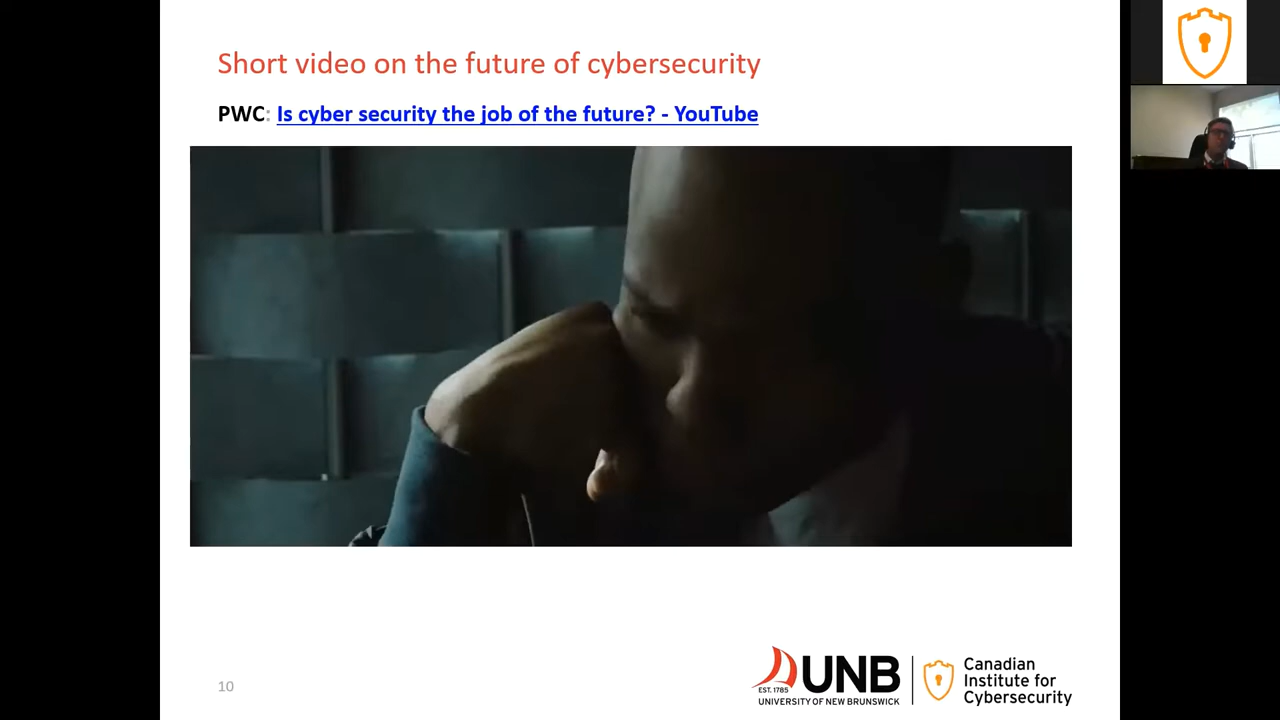 Short video on the future of cybersecurity
PWC: Is cyber security the job of the future? - YouTube
10
EST. 1785
UNB
UNIVERSITY OF NEW BRUNSWICK
Canadian
Institute for
Cybersecurity